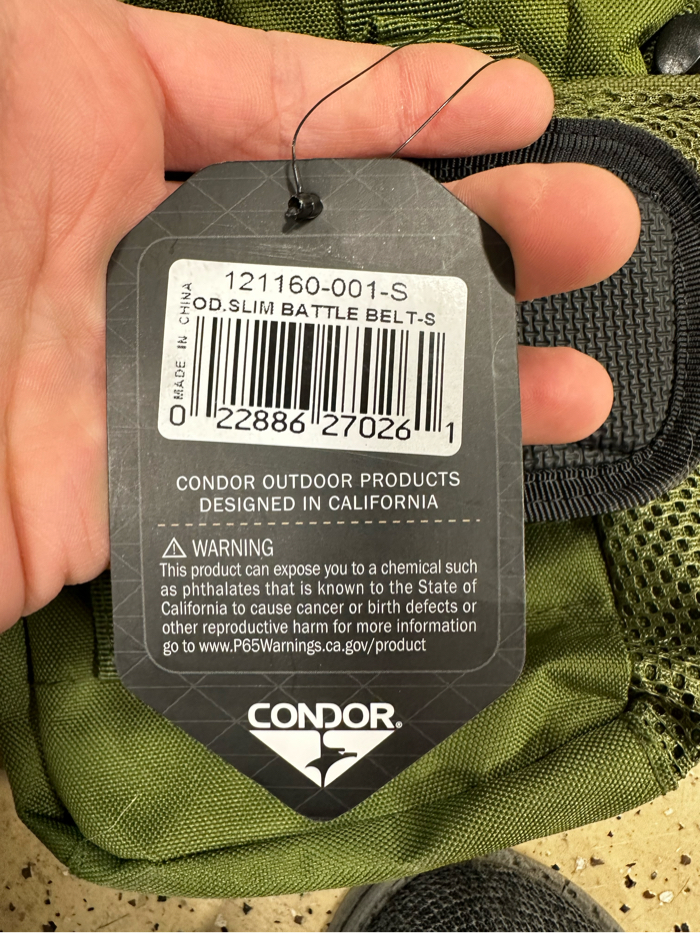 121160-001-S
OD.SLIM BATTLE BELT-S
MADE IN CHINA
0 22886 27026 1
CONDOR OUTDOOR PRODUCTS
DESIGNED IN CALIFORNIA
⚠ WARNING
This product can expose you to a chemical such
as phthalates that is known to the State of
California to cause cancer or birth defects or
other reproductive harm for more information
go to www.P65Warnings.ca.gov/product
CONDOR®